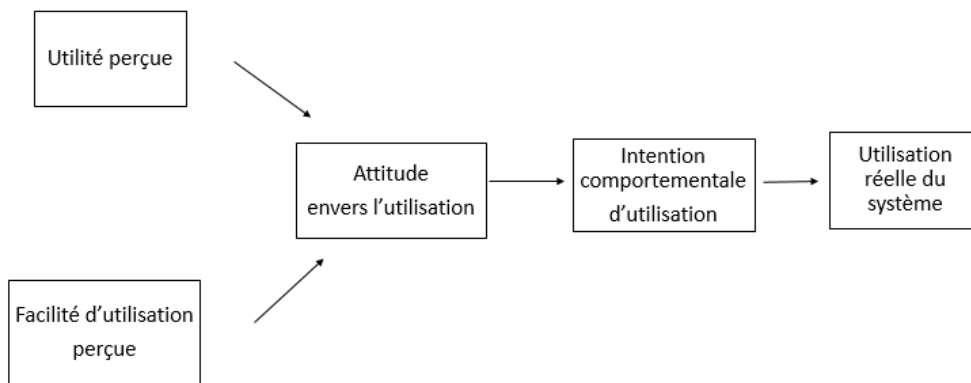 Utilité perçue
Attitude
envers l’utilisation
Intention
comportementale
d’utilisation
Utilisation
réelle du
système
Facilité d’utilisation
perçue